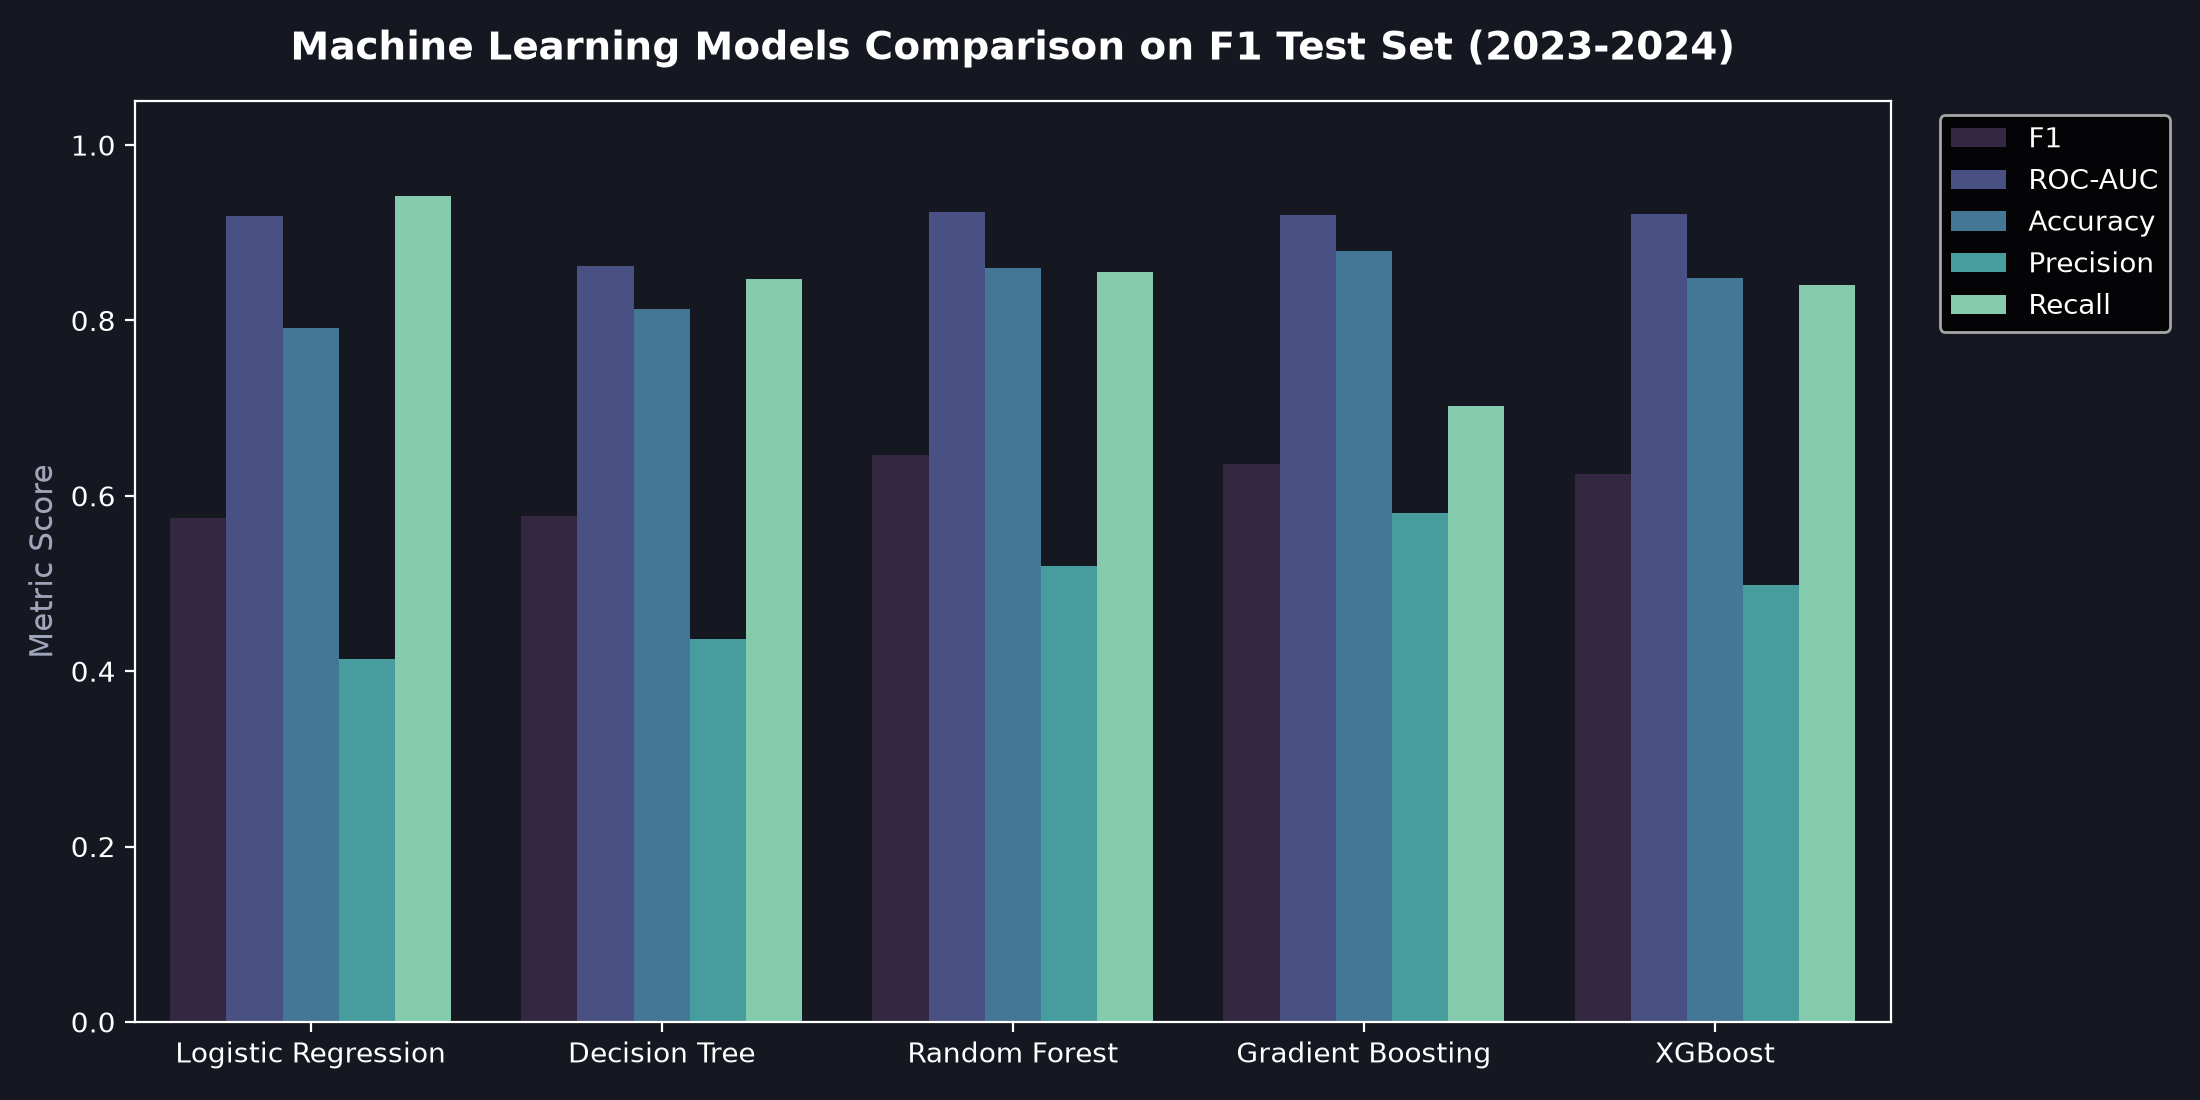 Machine Learning Models Comparison on F1 Test Set (2023-2024)
Metric Score
1.0
0.8
0.6
0.4
0.2
0.0
Logistic Regression
Decision Tree
Random Forest
Gradient Boosting
XGBoost
F1
ROC-AUC
Accuracy
Precision
Recall